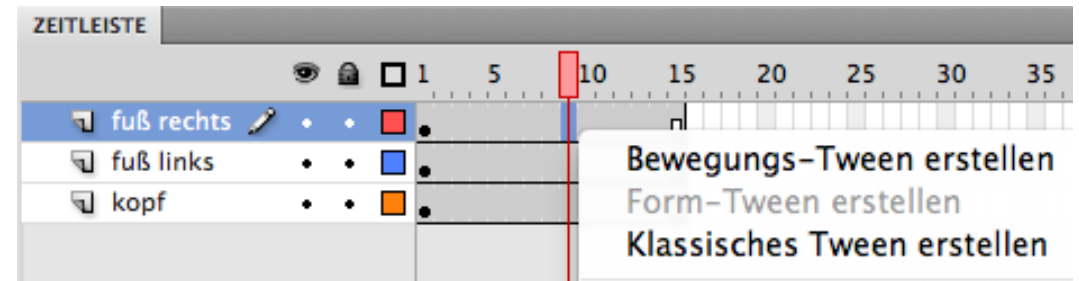 ZEITLEISTE
1 5 10 15 20 25 30 35
fuß rechts
fuß links
kopf
Bewegungs-Tween erstellen
Form-Tween erstellen
Klassisches Tween erstellen